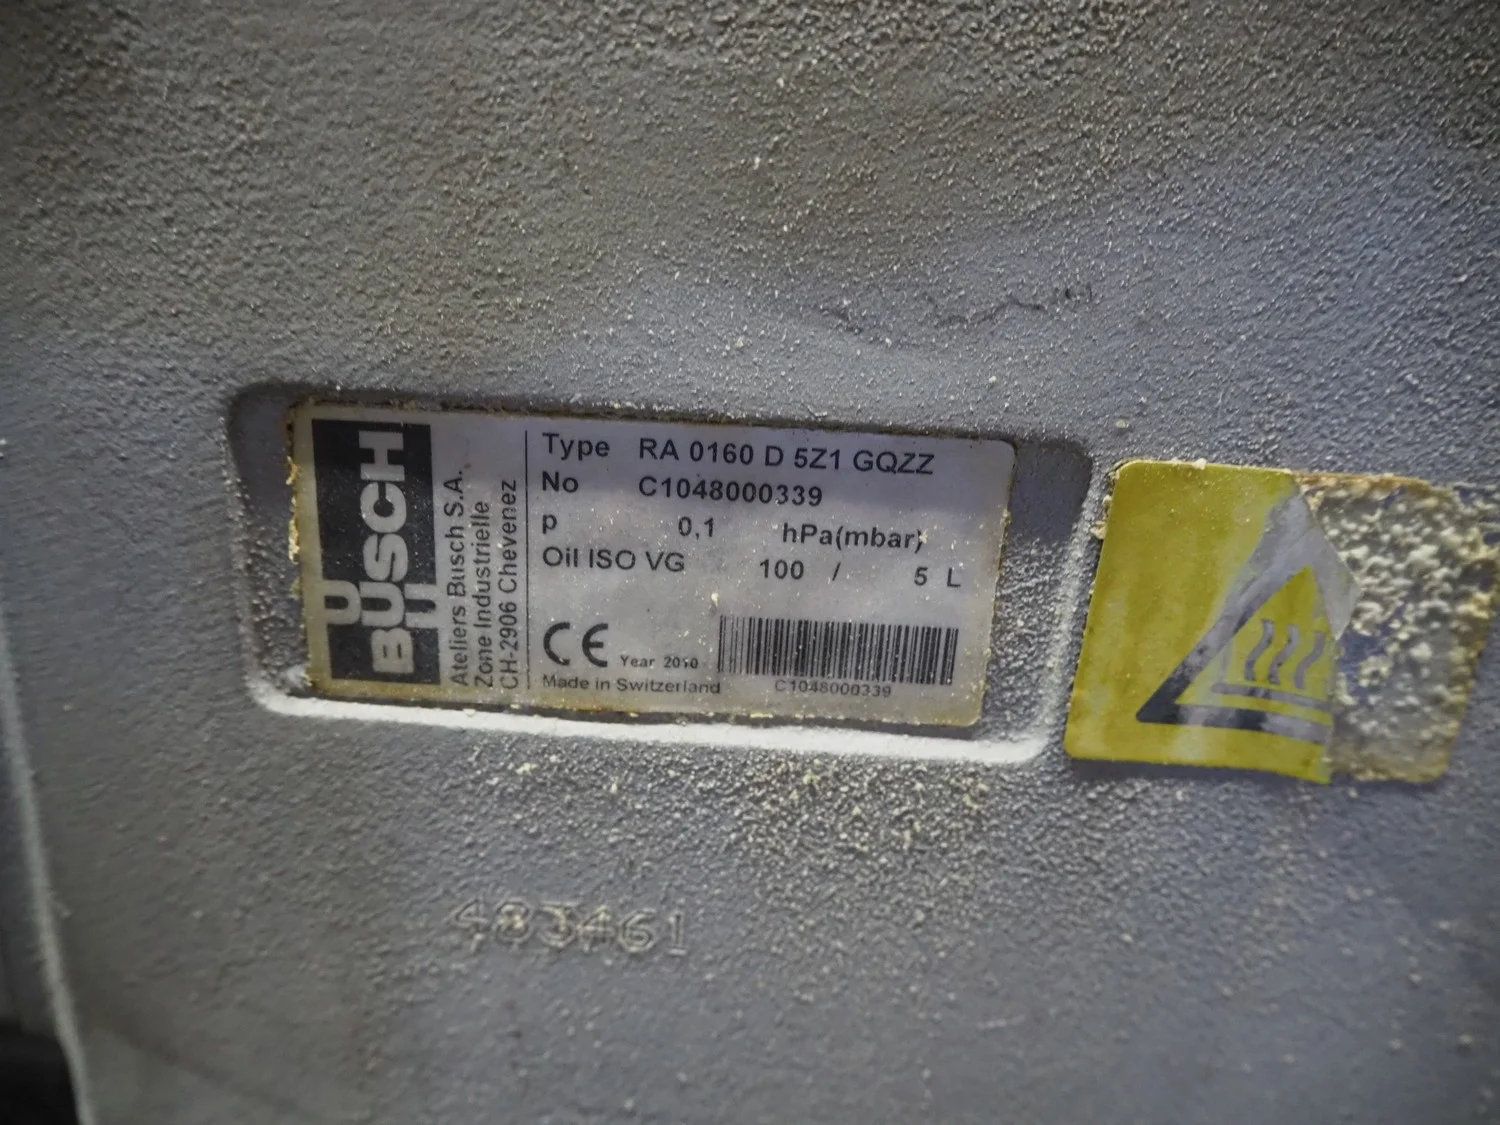 BUSCH
Ateliers Busch S.A.
Zone Industrielle
CH-2906 Chevenez
Type RA 0160 D 5Z1 GQZZ
No C1048000339
p 0,1 hPa(mbar)
Oil ISO VG 100 / 5 L
CE Year 2010
Made in Switzerland C1048000339
483461